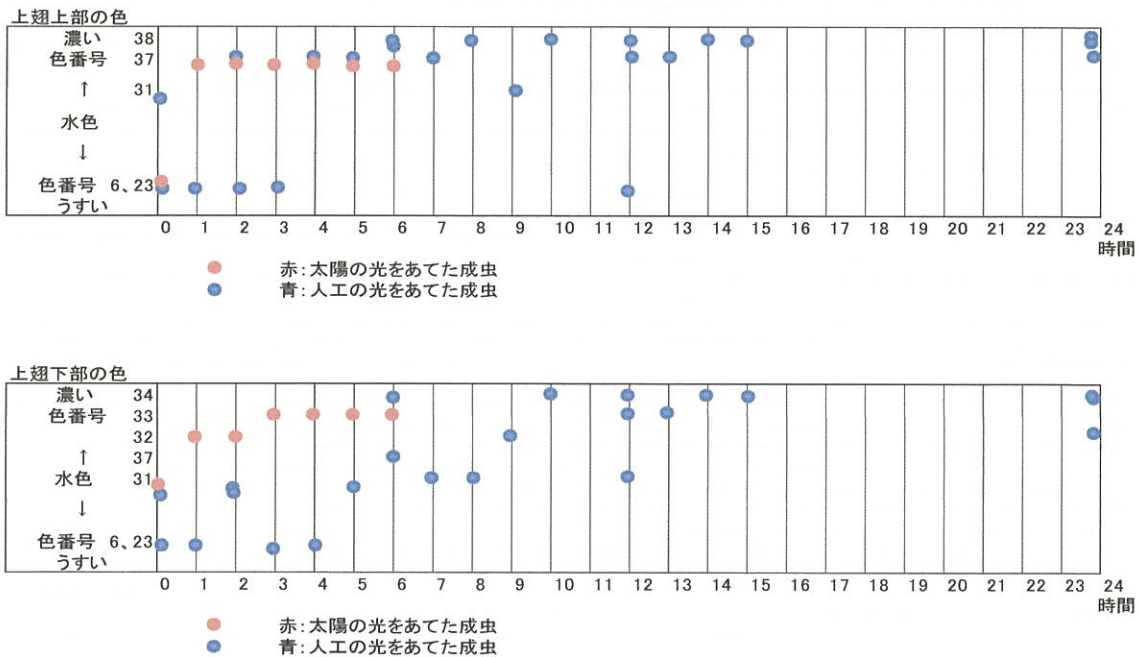 上翅上部の色
濃い 38
色番号 37
↑ 31
水色
↓
色番号 6、23
うすい
0 1 2 3 4 5 6 7 8 9 10 11 12 13 14 15 16 17 18 19 20 21 22 23 24
時間
赤:太陽の光をあてた成虫
青:人工の光をあてた成虫
上翅下部の色
濃い 34
色番号 33
32
↑ 37
水色 31
↓
色番号 6、23
うすい
0 1 2 3 4 5 6 7 8 9 10 11 12 13 14 15 16 17 18 19 20 21 22 23 24
時間
赤:太陽の光をあてた成虫
青:人工の光をあてた成虫